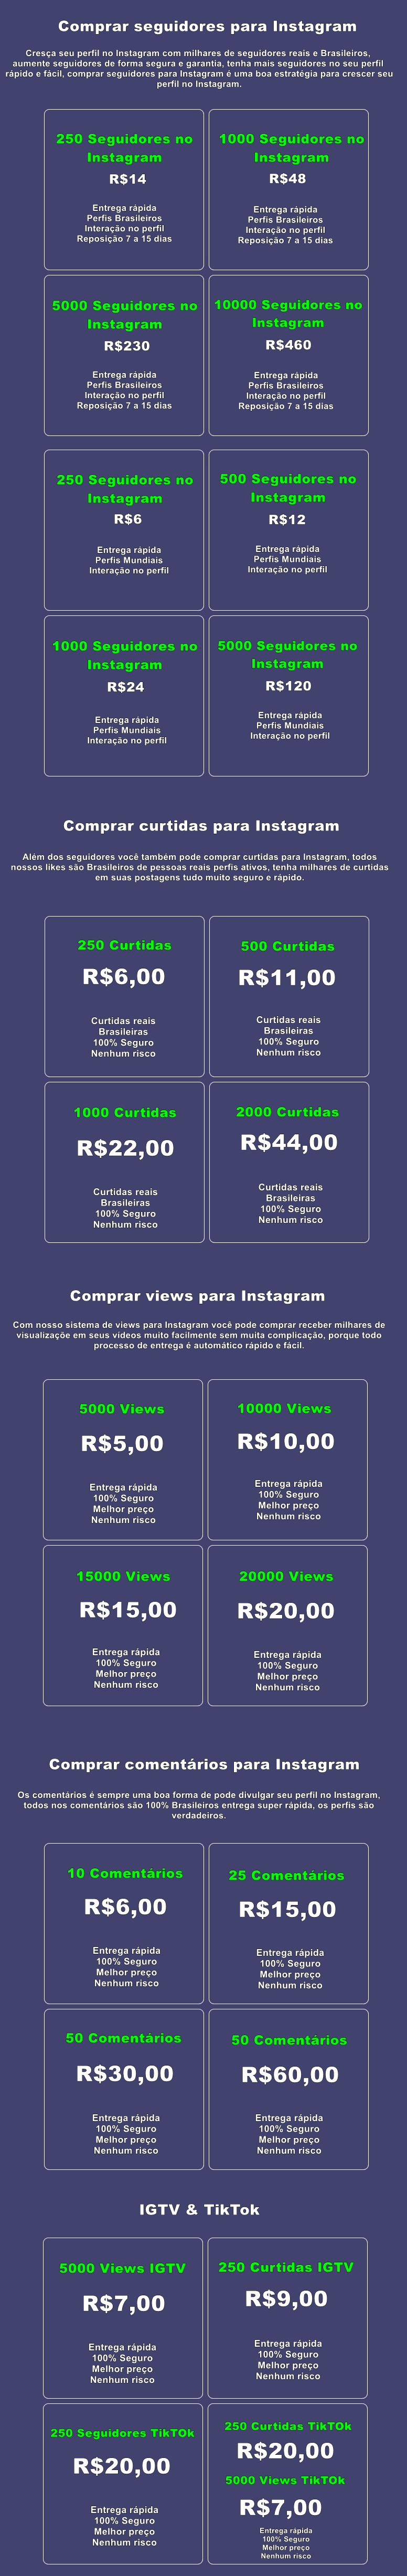 Comprar seguidores para Instagram
Cresça seu perfil no Instagram com milhares de seguidores reais e Brasileiros,
aumente seguidores de forma segura e garantia, tenha mais seguidores no seu perfil
rápido e fácil, comprar seguidores para Instagram é uma boa estratégia para crescer seu
perfil no Instagram.
250 Seguidores no
Instagram
R$14
Entrega rápida
Perfis Brasileiros
Interação no perfil
Reposição 7 a 15 dias
1000 Seguidores no
Instagram
R$48
Entrega rápida
Perfis Brasileiros
Interação no perfil
Reposição 7 a 15 dias
5000 Seguidores no
Instagram
R$230
Entrega rápida
Perfis Brasileiros
Interação no perfil
Reposição 7 a 15 dias
10000 Seguidores no
Instagram
R$460
Entrega rápida
Perfis Brasileiros
Interação no perfil
Reposição 7 a 15 dias
250 Seguidores no
Instagram
R$6
Entrega rápida
Perfis Mundiais
Interação no perfil
500 Seguidores no
Instagram
R$12
Entrega rápida
Perfis Mundiais
Interação no perfil
1000 Seguidores no
Instagram
R$24
Entrega rápida
Perfis Mundiais
Interação no perfil
5000 Seguidores no
Instagram
R$120
Entrega rápida
Perfis Mundiais
Interação no perfil
Comprar curtidas para Instagram
Além dos seguidores você também pode comprar curtidas para Instagram, todos
nossos likes são Brasileiros de pessoas reais perfis ativos, tenha milhares de curtidas
em suas postagens tudo muito seguro e rápido.
250 Curtidas
R$6,00
Curtidas reais
Brasileiras
100% Seguro
Nenhum risco
500 Curtidas
R$11,00
Curtidas reais
Brasileiras
100% Seguro
Nenhum risco
1000 Curtidas
R$22,00
Curtidas reais
Brasileiras
100% Seguro
Nenhum risco
2000 Curtidas
R$44,00
Curtidas reais
Brasileiras
100% Seguro
Nenhum risco
Comprar views para Instagram
Com nosso sistema de views para Instagram você pode comprar receber milhares de
visualizaçõe em seus vídeos muito facilmente sem muita complicação, porque todo
processo de entrega é automático rápido e fácil.
5000 Views
R$5,00
Entrega rápida
100% Seguro
Melhor preço
Nenhum risco
10000 Views
R$10,00
Entrega rápida
100% Seguro
Melhor preço
Nenhum risco
15000 Views
R$15,00
Entrega rápida
100% Seguro
Melhor preço
Nenhum risco
20000 Views
R$20,00
Entrega rápida
100% Seguro
Melhor preço
Nenhum risco
Comprar comentários para Instagram
Os comentários é sempre uma boa forma de pode divulgar seu perfil no Instagram,
todos nos comentários são 100% Brasileiros entrega super rápida, os perfis são
verdadeiros.
10 Comentários
R$6,00
Entrega rápida
100% Seguro
Melhor preço
Nenhum risco
25 Comentários
R$15,00
Entrega rápida
100% Seguro
Melhor preço
Nenhum risco
50 Comentários
R$30,00
Entrega rápida
100% Seguro
Melhor preço
Nenhum risco
50 Comentários
R$60,00
Entrega rápida
100% Seguro
Melhor preço
Nenhum risco
IGTV & TikTok
5000 Views IGTV
R$7,00
Entrega rápida
100% Seguro
Melhor preço
Nenhum risco
250 Curtidas IGTV
R$9,00
Entrega rápida
100% Seguro
Melhor preço
Nenhum risco
250 Seguidores TikTOk
R$20,00
Entrega rápida
100% Seguro
Melhor preço
Nenhum risco
250 Curtidas TikTOk
R$20,00
5000 Views TikTOk
R$7,00
Entrega rápida
100% Seguro
Melhor preço
Nenhum risco